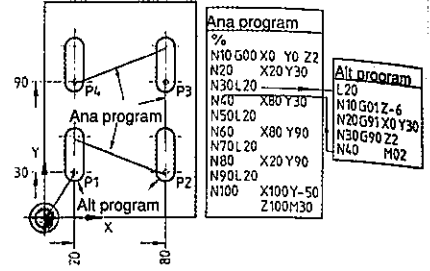 90
30
Y
X
P4
P3
Ana program
P1
P2
Alt program
20
80
Ana program
%
N10 G00 X0 Y0 Z2
N20 X20 Y30
N30 L20
N40 X80 Y30
N50 L20
N60 X80 Y90
N70 L20
N80 X20 Y90
N90 L20
N100 X100 Y-50
Z100 M30
Alt program
L20
N10 G01 Z-6
N20 G91 X0 Y30
N30 G90 Z2
N40 M02